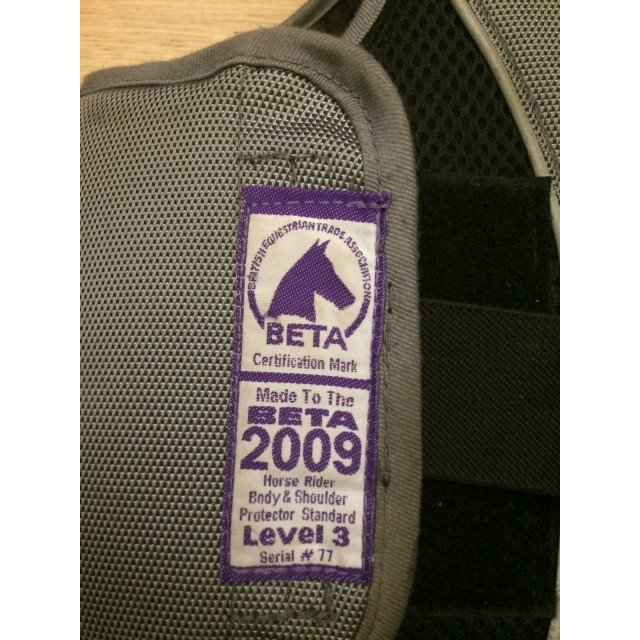 BRITISH EQUESTRIAN TRADE ASSOCIATION
BETA
Certification Mark
Made To The
BETA
2009
Horse Rider
Body & Shoulder
Protector Standard
Level 3
Serial # 77